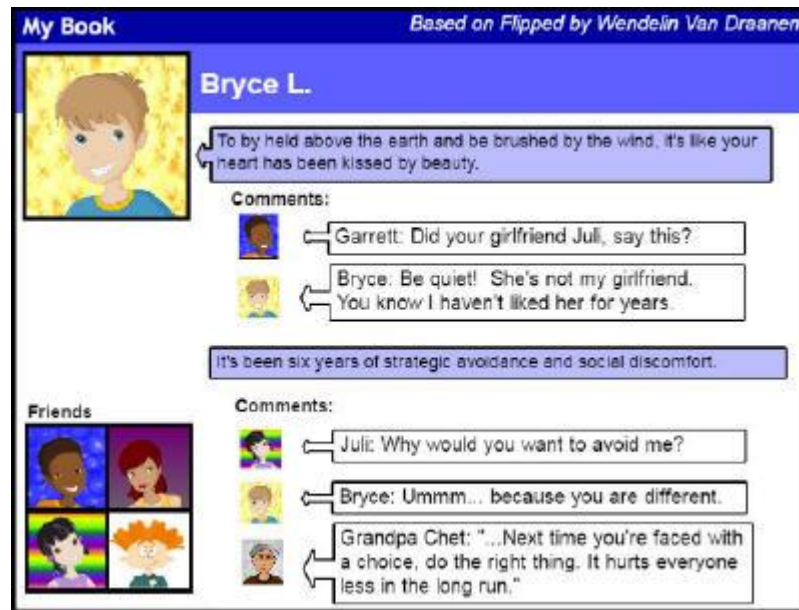 My Book
Based on Flipped by Wendelin Van Draanen
Bryce L.
To by held above the earth and be brushed by the wind, it's like your
heart has been kissed by beauty.
Comments:
Garrett: Did your girlfriend Juli, say this?
Bryce: Be quiet! She's not my girlfriend.
You know I haven't liked her for years.
It's been six years of strategic avoidance and social discomfort.
Friends
Comments:
Juli: Why would you want to avoid me?
Bryce: Ummm... because you are different.
Grandpa Chet: "...Next time you're faced with
a choice, do the right thing. It hurts everyone
less in the long run."